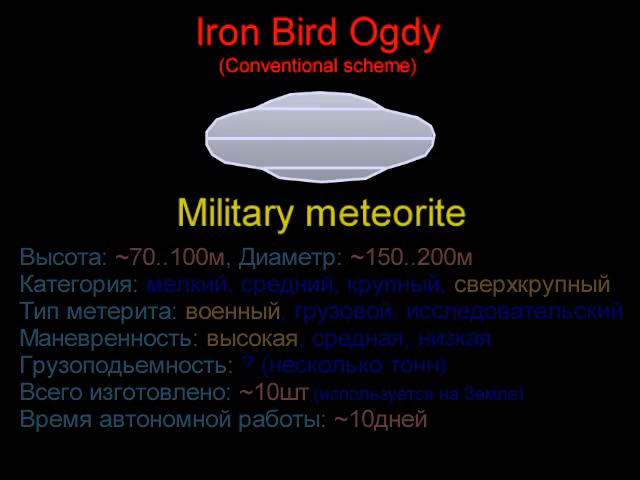 Iron Bird Ogdy
(Conventional scheme)
Military meteorite
Высота: ~70..100м, Диаметр: ~150..200м
Категория: мелкий, средний, крупный, сверхкрупный
Тип метерита: военный, грузовой, исследовательский
Маневренность: высокая, средная, низкая
Грузоподьемность: ? (несколько тонн)
Всего изготовлено: ~10шт (используется на Земле)
Время автономной работы: ~10дней